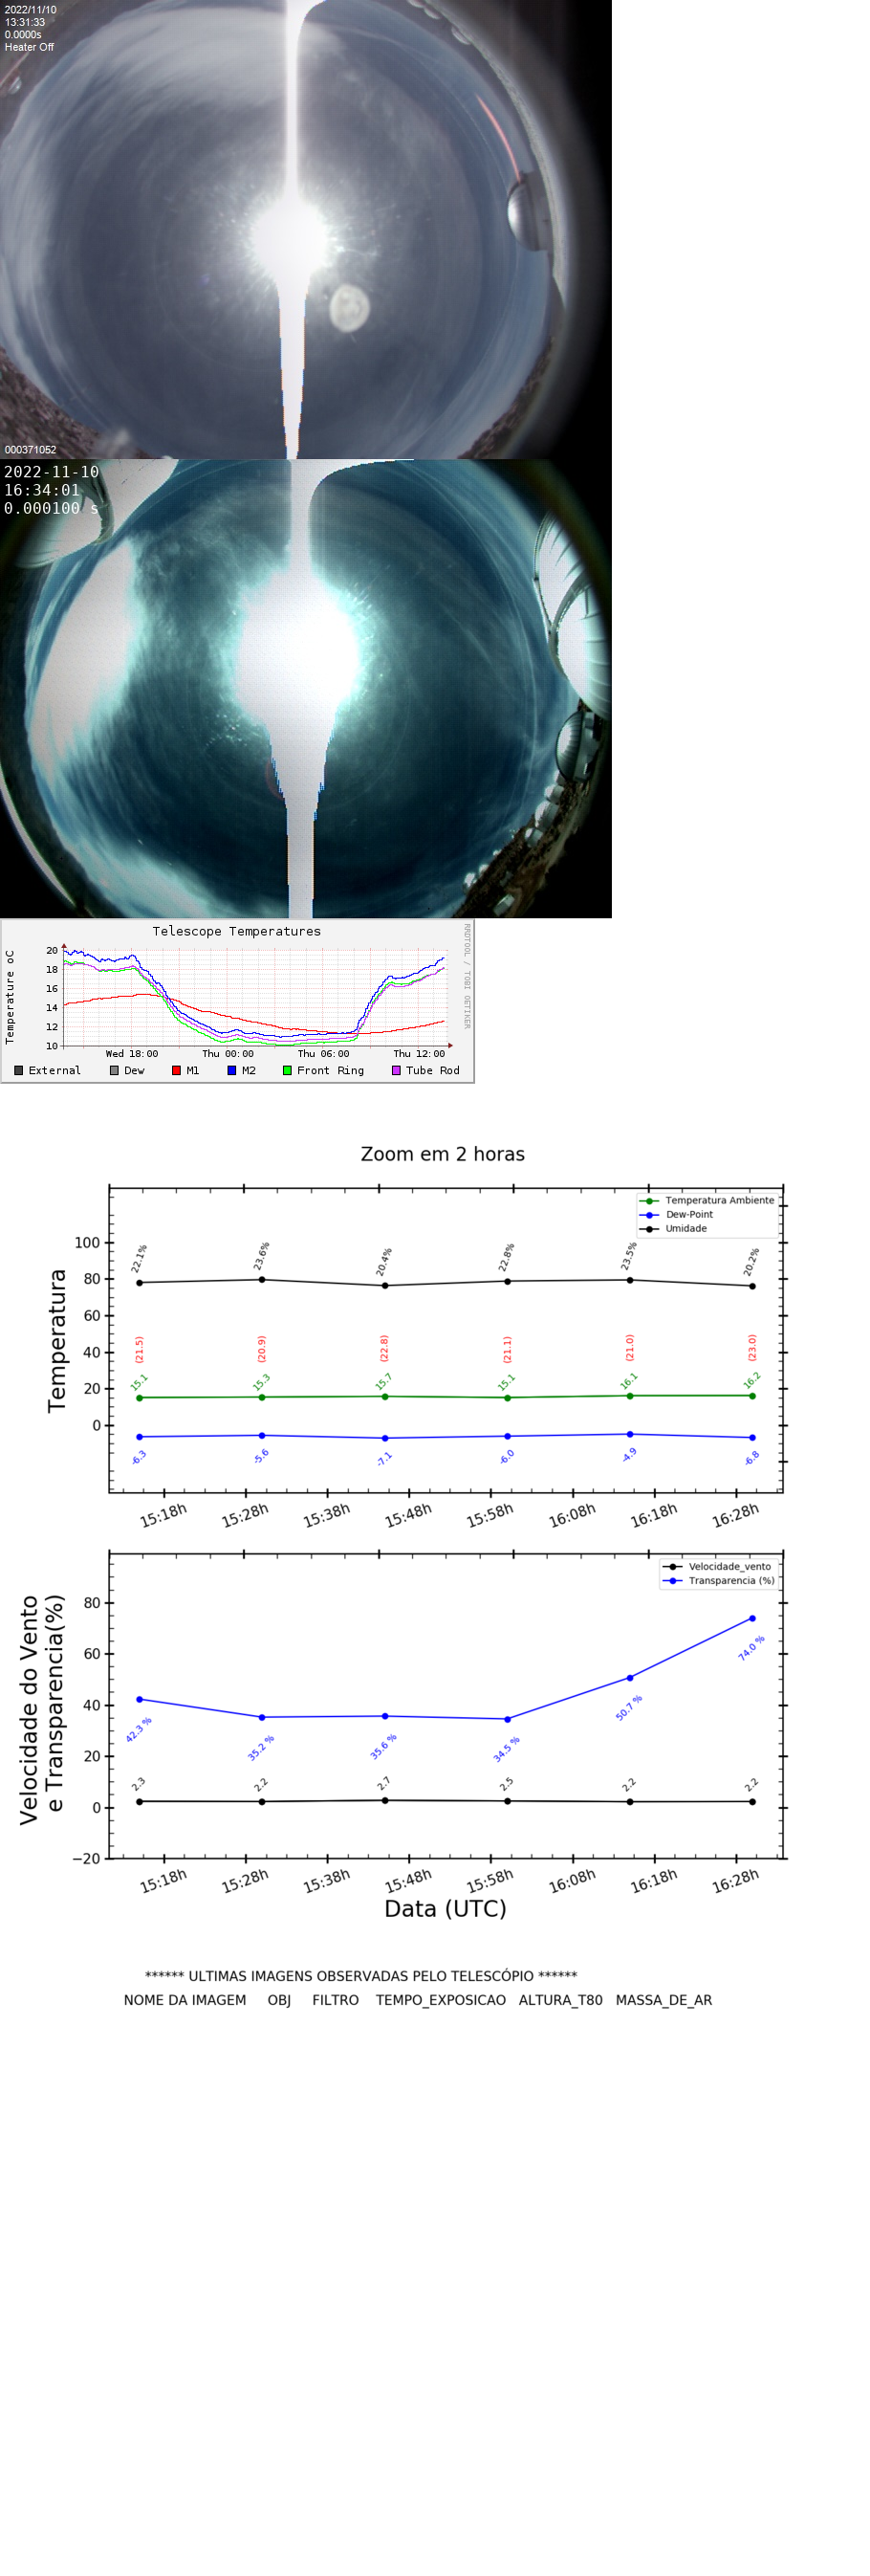 2022/11/10
13:31:33
0.0000s
Heater Off
000371052
2022-11-10
16:34:01
0.000100 s
Telescope Temperatures
RRDTOOL / TOBI OETIKER
Temperature oC
20
18
16
14
12
10
Wed 18:00 Thu 00:00 Thu 06:00 Thu 12:00
External Dew M1 M2 Front Ring Tube Rod
Zoom em 2 horas
Temperatura Ambiente
Dew-Point
Umidade
Temperatura
100
80
60
40
20
0
22.1% 23.6% 20.4% 22.8% 23.5% 20.2%
(21.5) (20.9) (22.8) (21.1) (21.0) (23.0)
15.1 15.3 15.7 15.1 16.1 16.2
-6.3 -5.6 -7.1 -6.0 -4.9 -6.8
15:18h 15:28h 15:38h 15:48h 15:58h 16:08h 16:18h 16:28h
Velocidade_vento
Transparencia (%)
Velocidade do Vento
e Transparencia(%)
80
60
40
20
0
−20
42.3 % 35.2 % 35.6 % 34.5 % 50.7 % 74.0 %
2.3 2.2 2.7 2.5 2.2 2.2
15:18h 15:28h 15:38h 15:48h 15:58h 16:08h 16:18h 16:28h
Data (UTC)
****** ULTIMAS IMAGENS OBSERVADAS PELO TELESCÓPIO ******
NOME DA IMAGEM OBJ FILTRO TEMPO_EXPOSICAO ALTURA_T80 MASSA_DE_AR